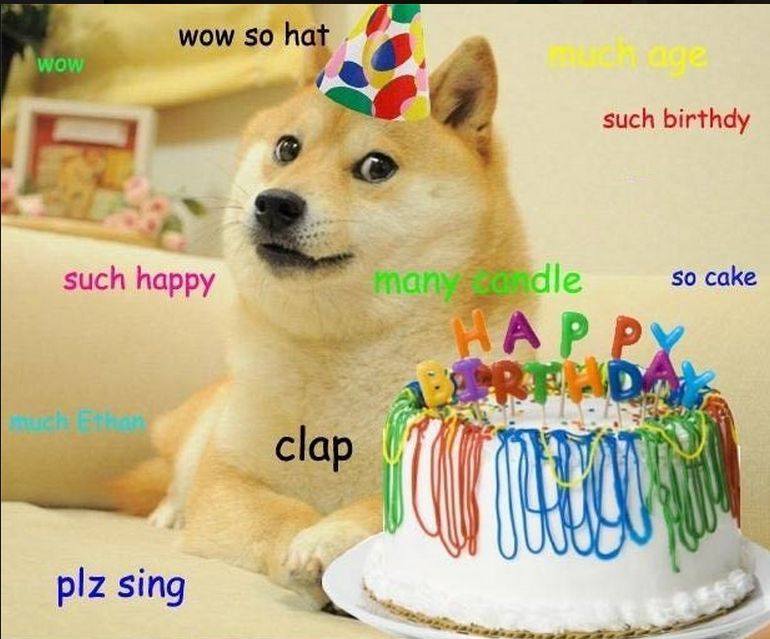 wow so hat
wow
much age
such birthdy
such happy
many candle
so cake
HAPPY
BIRTHDAY
much Ethan
clap
plz sing